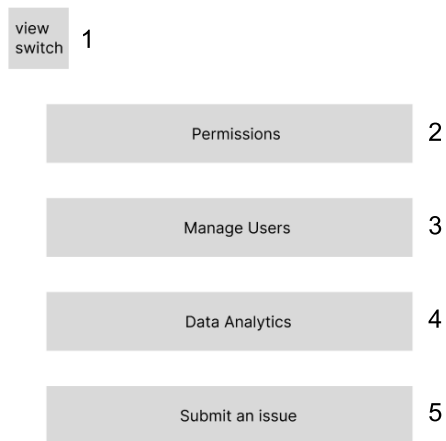 view
switch
1
Permissions
2
Manage Users
3
Data Analytics
4
Submit an issue
5